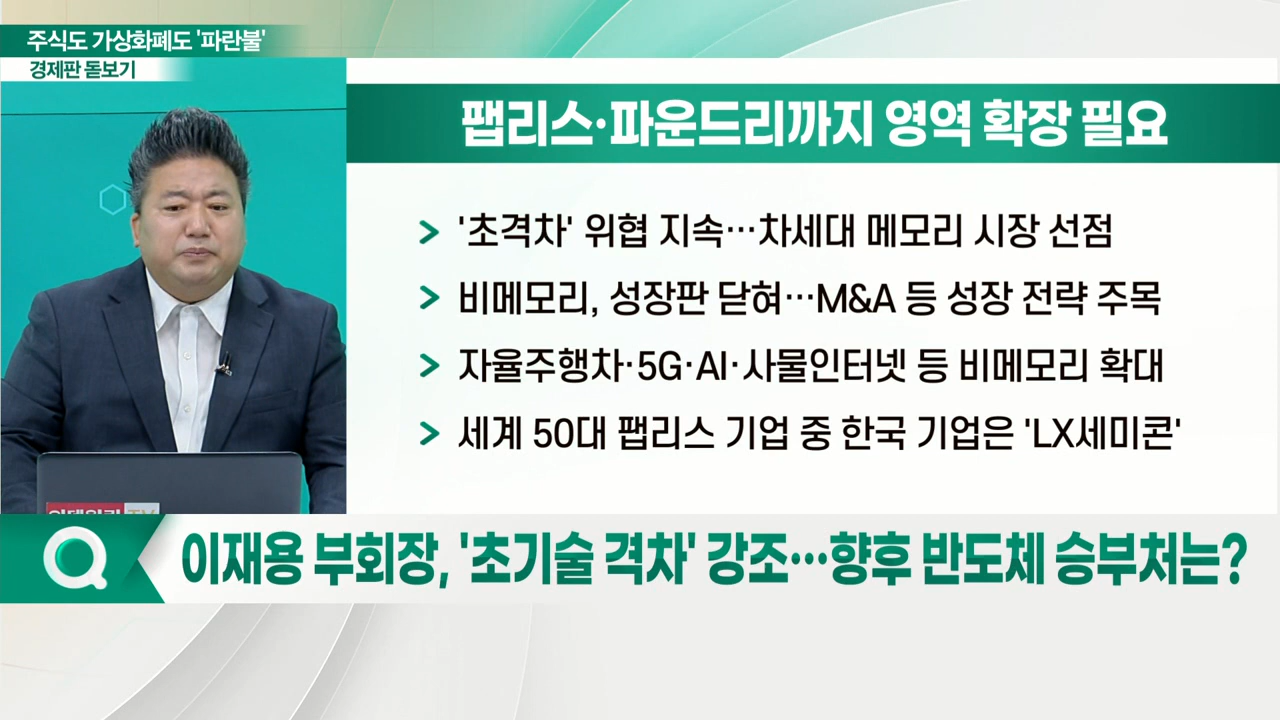 주식도 가상화폐도 '파란불'
경제판 돋보기
팹리스·파운드리까지 영역 확장 필요
> '초격차' 위협 지속…차세대 메모리 시장 선점
> 비메모리, 성장판 닫혀…M&A 등 성장 전략 주목
> 자율주행차·5G·AI·사물인터넷 등 비메모리 확대
> 세계 50대 팹리스 기업 중 한국 기업은 'LX세미콘'
이재용 부회장, '초기술 격차' 강조…향후 반도체 승부처는?